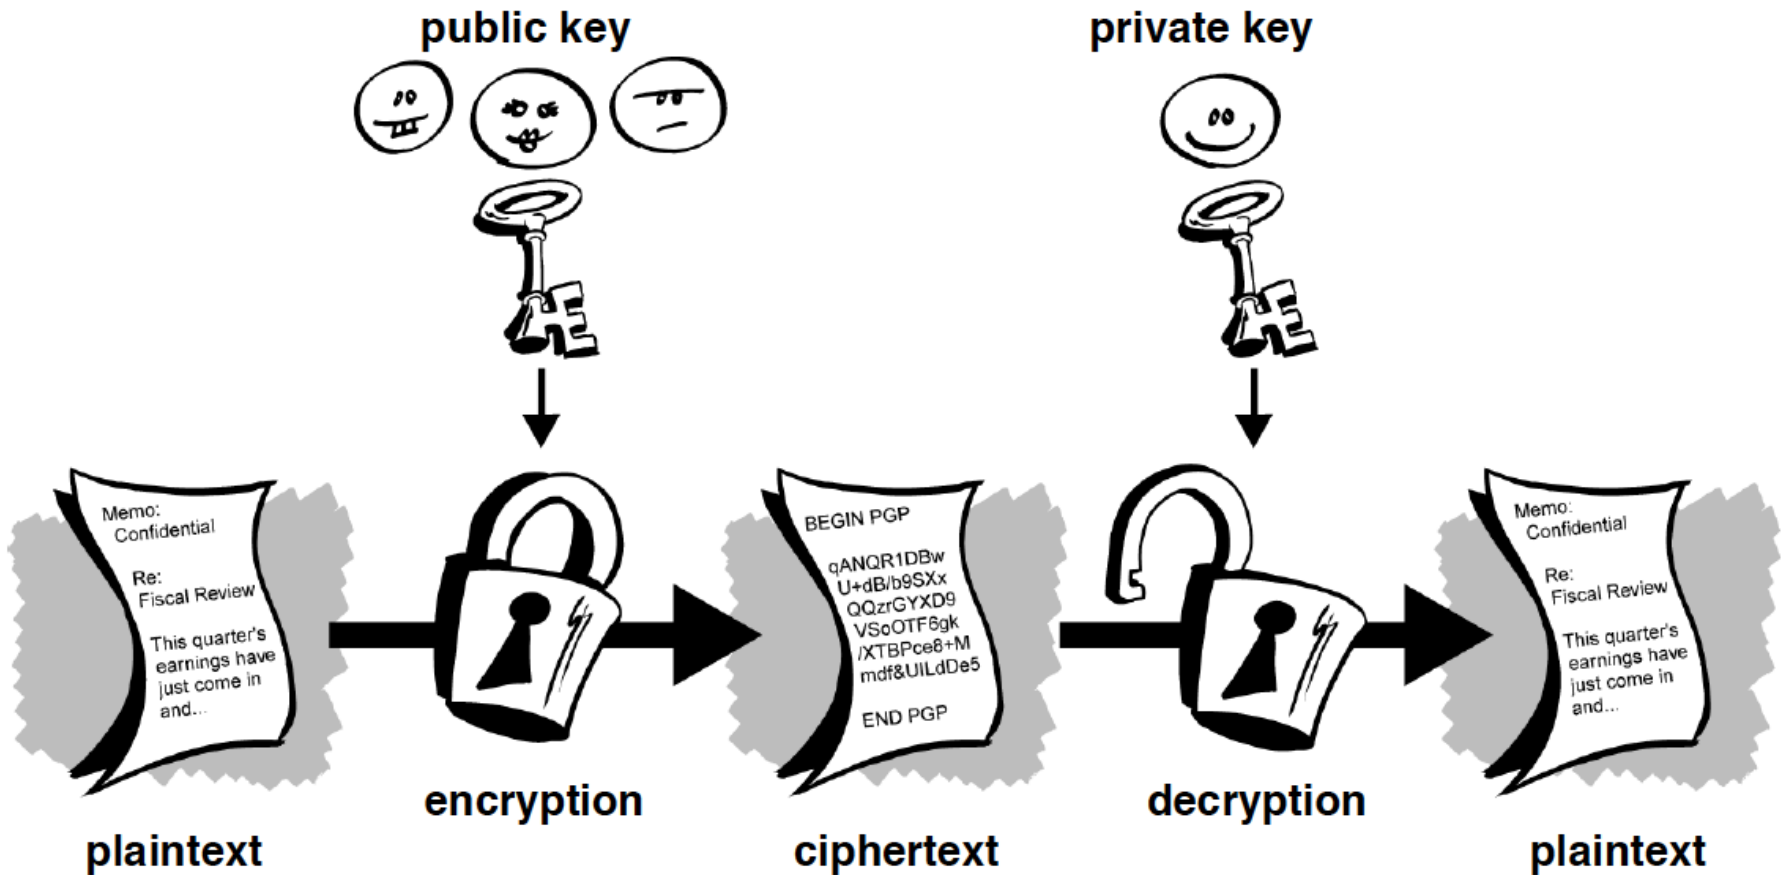 public key
private key
Memo:
Confidential
Re:
Fiscal Review
This quarter's
earnings have
just come in
and...
BEGIN PGP
qANQR1DBw
U+dB/b9SXx
QQzrGYXD9
VSoOTF6gk
/XTBPce8+M
mdf&UILdDe5
END PGP
Memo:
Confidential
Re:
Fiscal Review
This quarter's
earnings have
just come in
and...
encryption
decryption
plaintext
ciphertext
plaintext